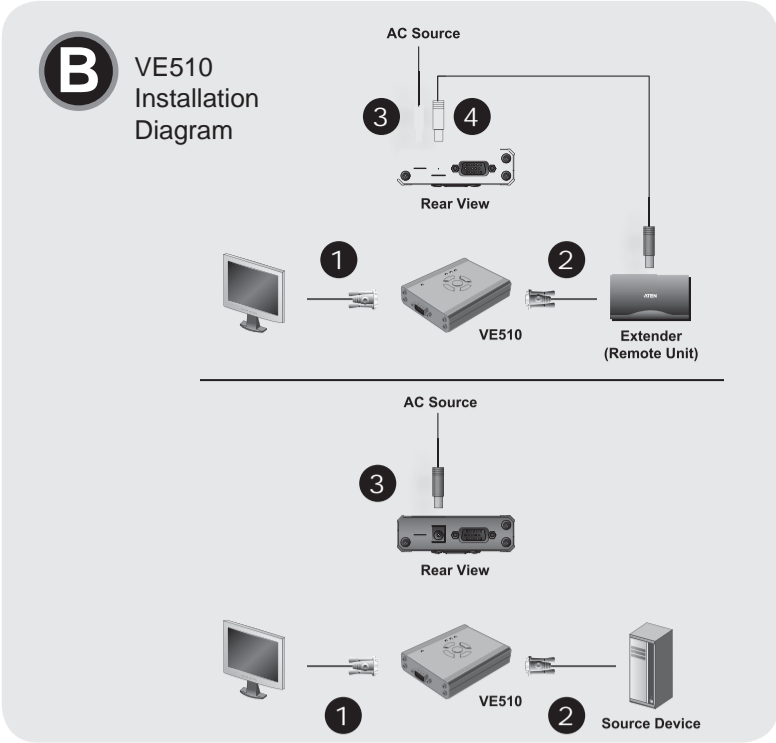 B
VE510
Installation
Diagram
AC Source
3
4
Rear View
1
2
ATEN
VE510
Extender
(Remote Unit)
AC Source
3
Rear View
VE510
1
2
Source Device